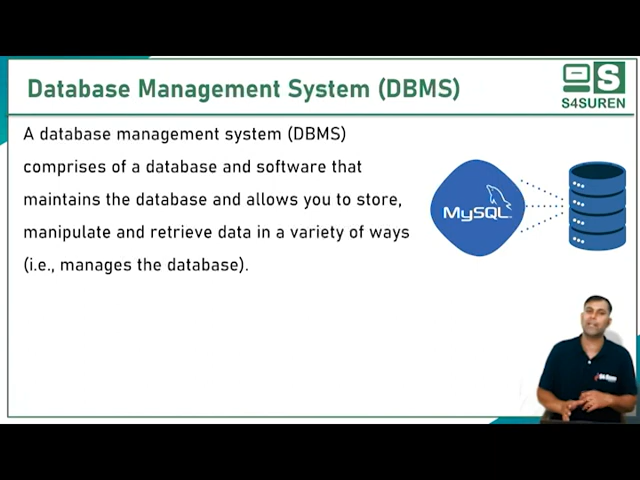 Database Management System (DBMS)
S4SUREN
A database management system (DBMS)
comprises of a database and software that
maintains the database and allows you to store,
manipulate and retrieve data in a variety of ways
(i.e., manages the database).
MySQL